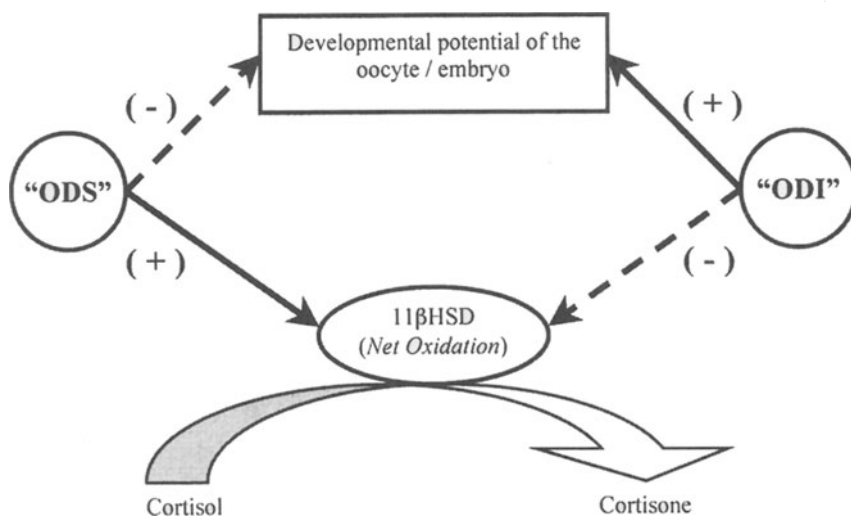 Developmental potential of the
oocyte / embryo
( - )
( + )
“ODS”
“ODI”
( + )
( - )
11βHSD
(Net Oxidation)
Cortisol
Cortisone